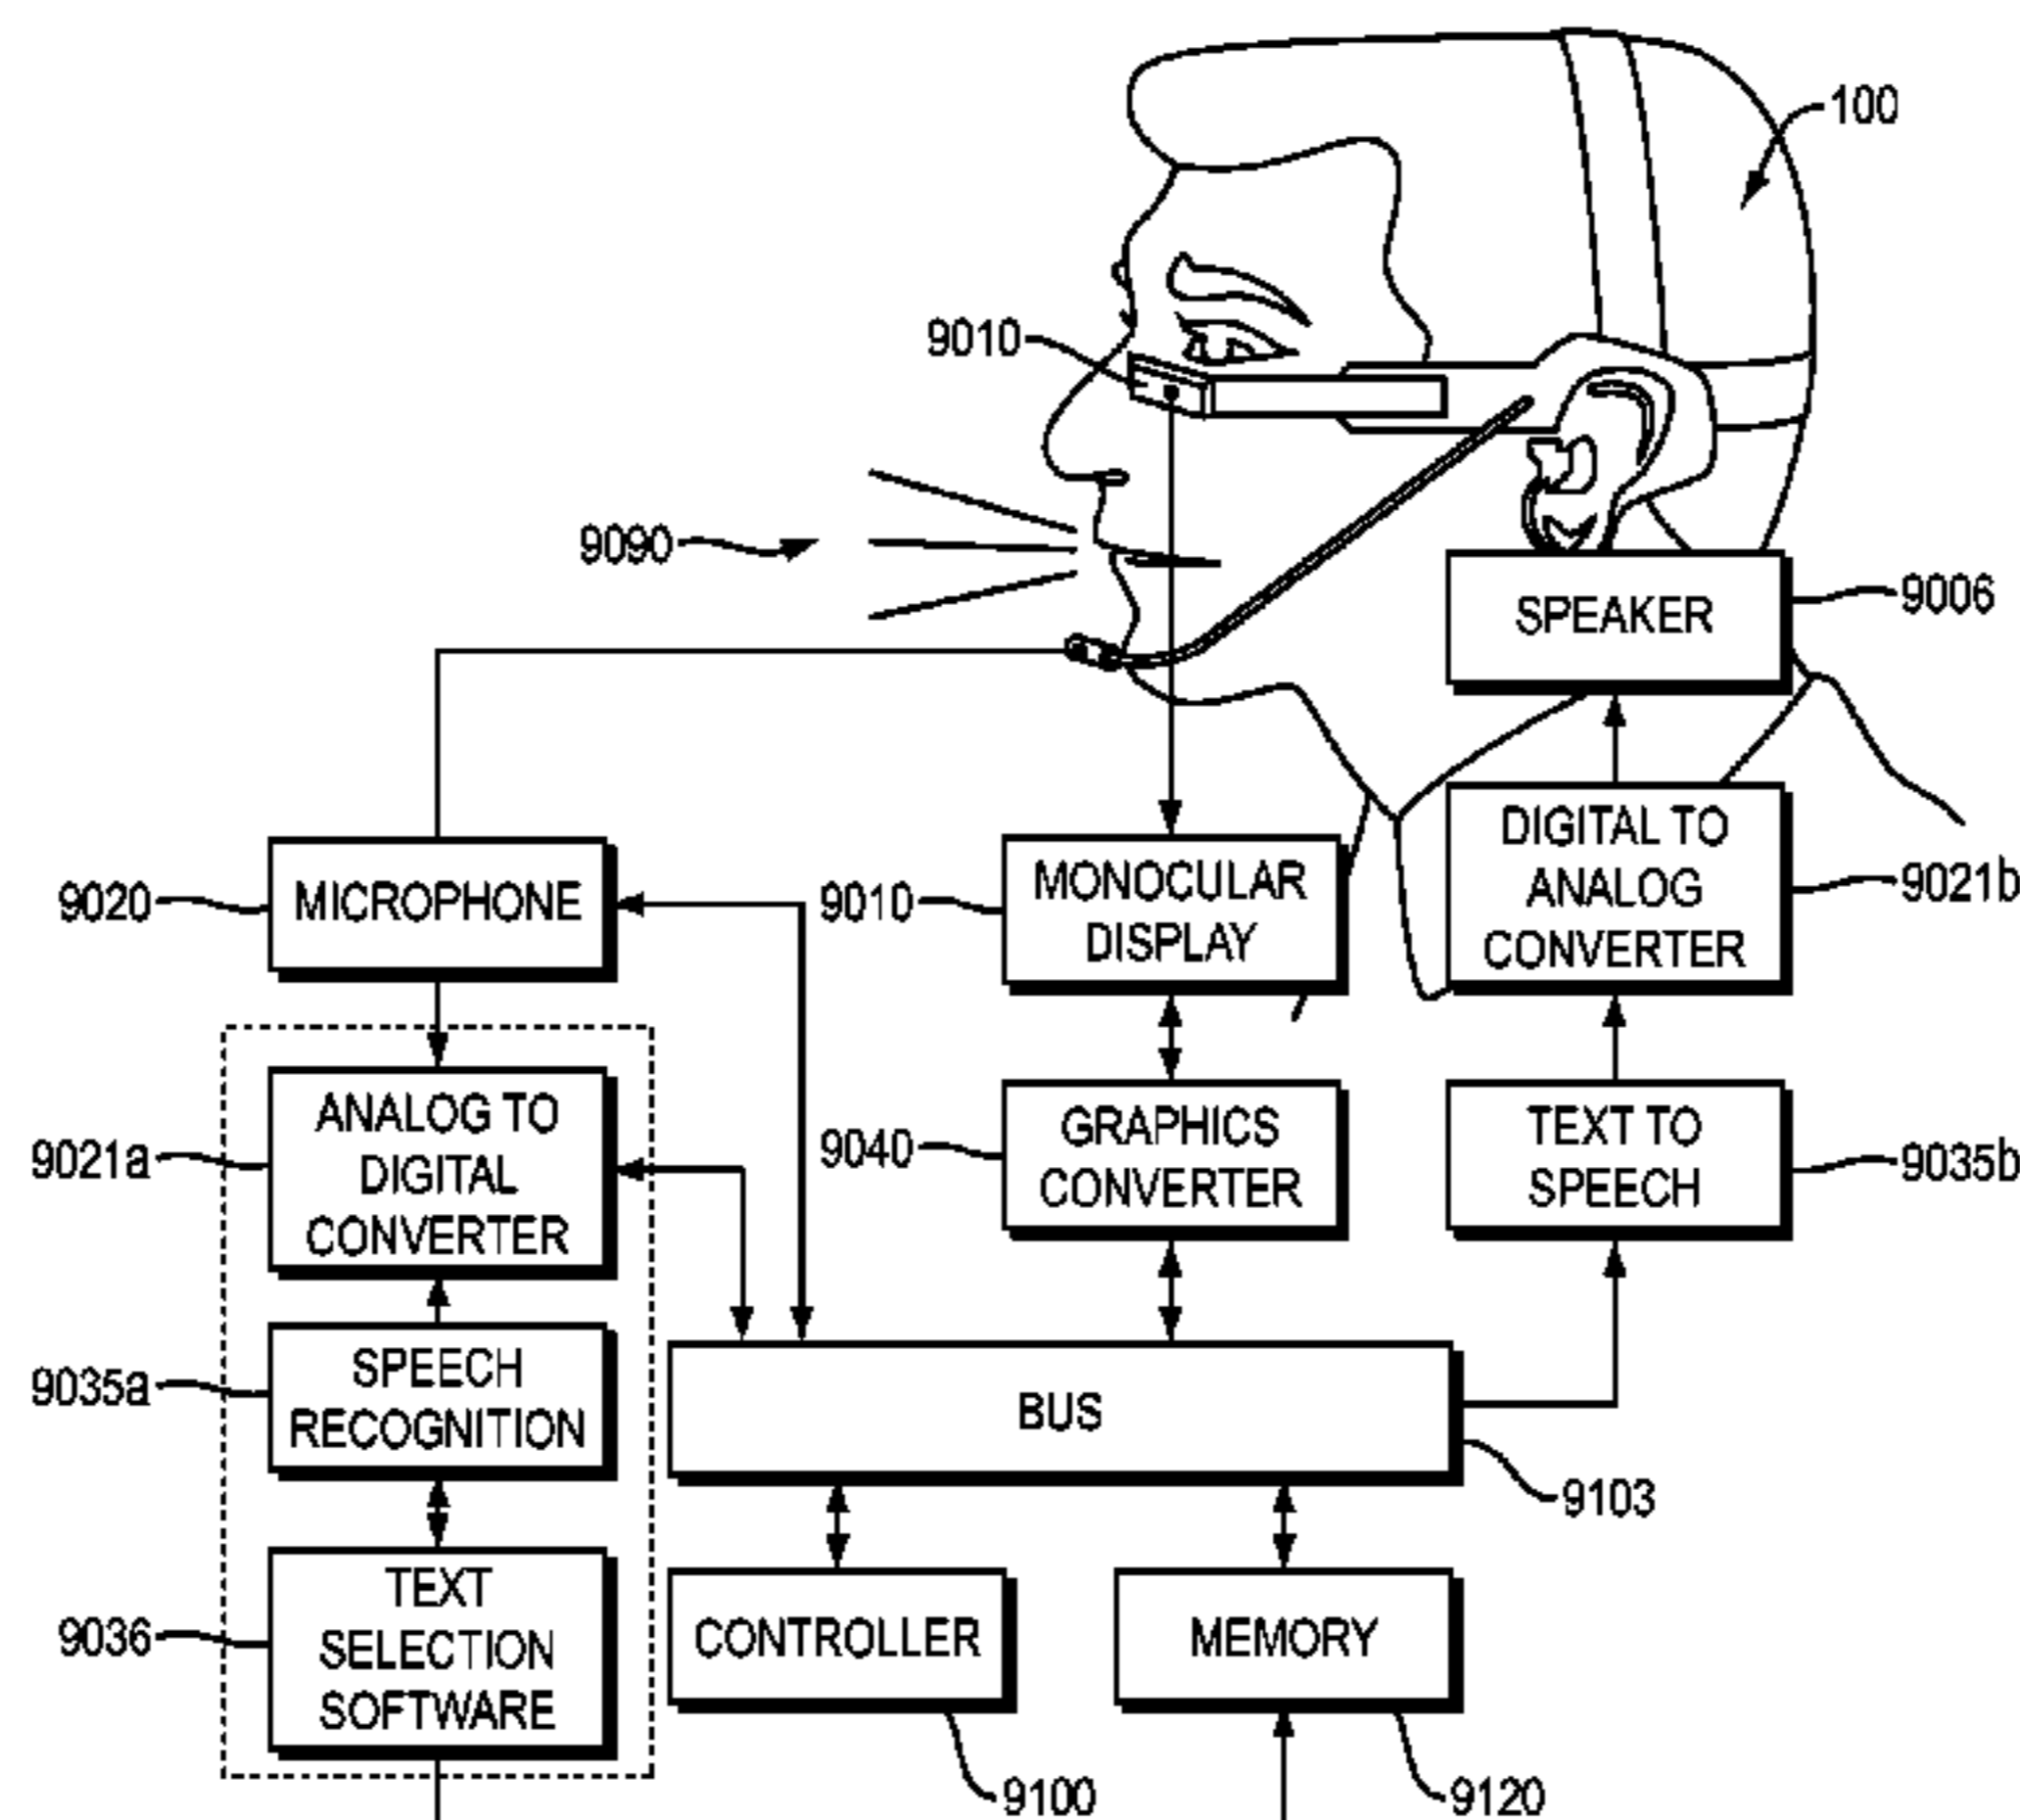 100
9010
9090
SPEAKER
9006
9020
MICROPHONE
9010
MONOCULAR
DISPLAY
DIGITAL TO
ANALOG
CONVERTER
9021b
9021a
ANALOG TO
DIGITAL
CONVERTER
9040
GRAPHICS
CONVERTER
TEXT TO
SPEECH
9035b
9035a
SPEECH
RECOGNITION
BUS
9103
9036
TEXT
SELECTION
SOFTWARE
CONTROLLER
MEMORY
9100
9120